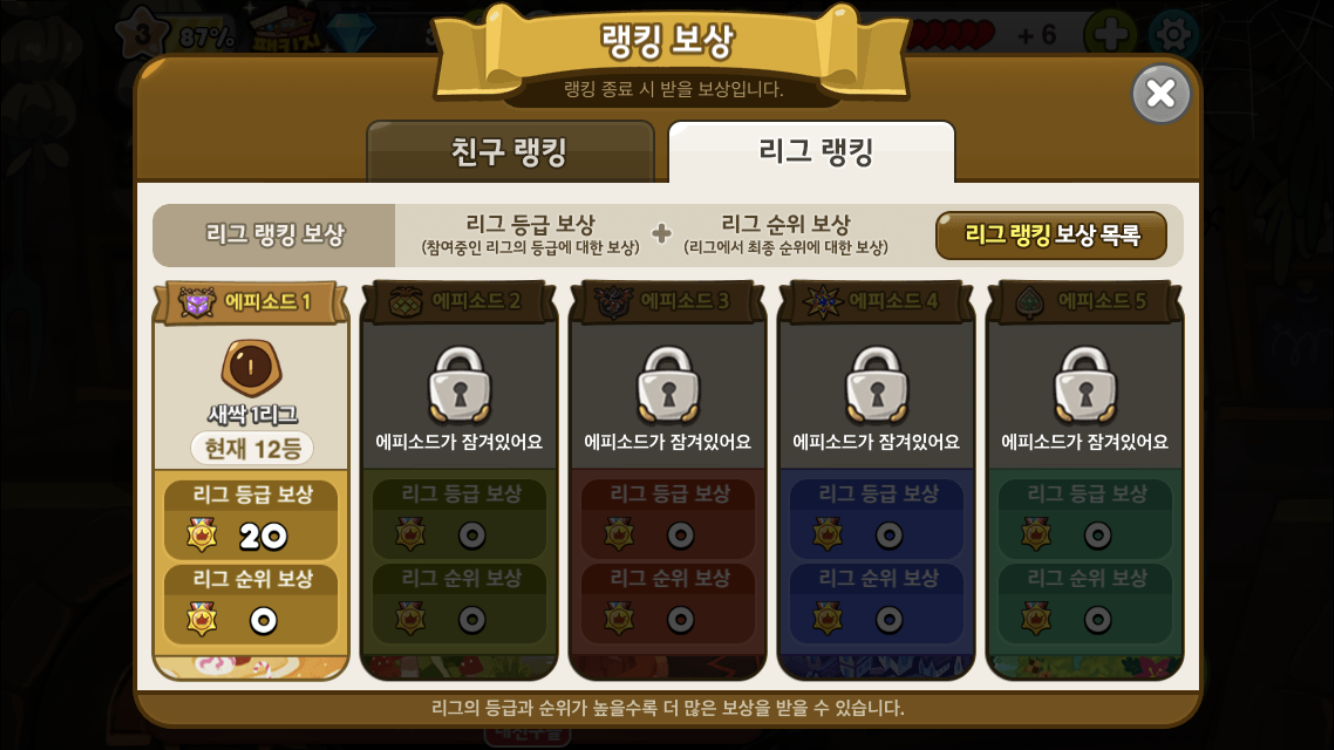 3 87%
패키지
+ 6
랭킹 보상
랭킹 종료 시 받을 보상입니다.
친구 랭킹
리그 랭킹
리그 랭킹 보상
리그 등급 보상
(참여중인 리그의 등급에 대한 보상)
+
리그 순위 보상
(리그에서 최종 순위에 대한 보상)
리그 랭킹 보상 목록
에피소드 1
새싹 1리그
현재 12등
리그 등급 보상
20
리그 순위 보상
0
에피소드 2
에피소드가 잠겨있어요
리그 등급 보상
0
리그 순위 보상
0
에피소드 3
에피소드가 잠겨있어요
리그 등급 보상
0
리그 순위 보상
0
에피소드 4
에피소드가 잠겨있어요
리그 등급 보상
0
리그 순위 보상
0
에피소드 5
에피소드가 잠겨있어요
리그 등급 보상
0
리그 순위 보상
0
리그의 등급과 순위가 높을수록 더 많은 보상을 받을 수 있습니다.